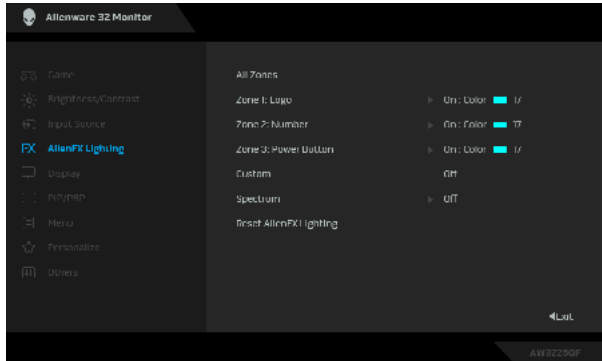 Alienware 32 Monitor
Game
Brightness/Contrast
Input Source
FX AlienFX Lighting
Display
PIP/PBP
Menu
Personalize
Others
All Zones
Zone 1: Logo On: Color 17
Zone 2: Number On: Color 17
Zone 3: Power Button On: Color 17
Custom Off
Spectrum Off
Reset AlienFX Lighting
Exit
AW3225QF